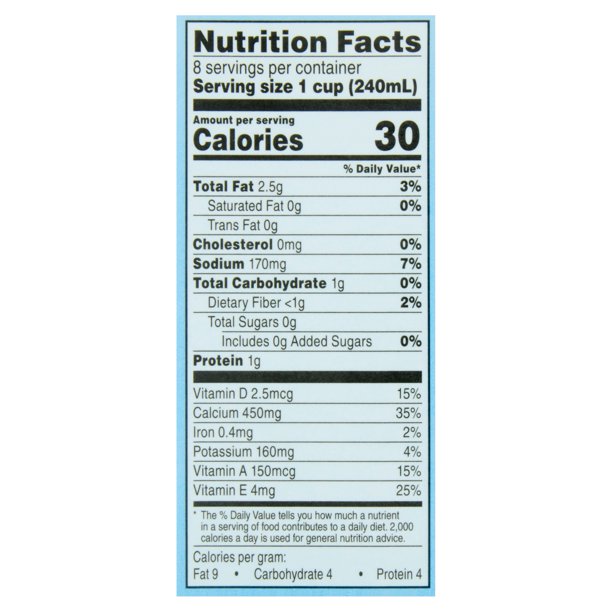 Nutrition Facts
8 servings per container
Serving size 1 cup (240mL)
Amount per serving
Calories 30
% Daily Value*
Total Fat 2.5g 3%
Saturated Fat 0g 0%
Trans Fat 0g
Cholesterol 0mg 0%
Sodium 170mg 7%
Total Carbohydrate 1g 0%
Dietary Fiber <1g 2%
Total Sugars 0g
Includes 0g Added Sugars 0%
Protein 1g
Vitamin D 2.5mcg 15%
Calcium 450mg 35%
Iron 0.4mg 2%
Potassium 160mg 4%
Vitamin A 150mcg 15%
Vitamin E 4mg 25%
* The % Daily Value tells you how much a nutrient
in a serving of food contributes to a daily diet. 2,000
calories a day is used for general nutrition advice.
Calories per gram:
Fat 9 • Carbohydrate 4 • Protein 4